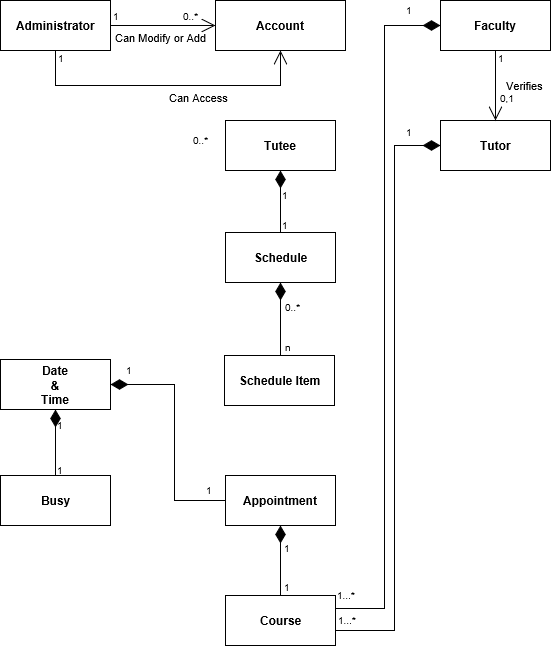 Administrator
1
0..*
Can Modify or Add
Account
1
Can Access
1
Faculty
1
Verifies
0,1
1
Tutor
0..*
Tutee
1
1
Schedule
0..*
n
Schedule Item
Date
&
Time
1
1
1
Busy
1
Appointment
1
1
Course
1...*
1...*